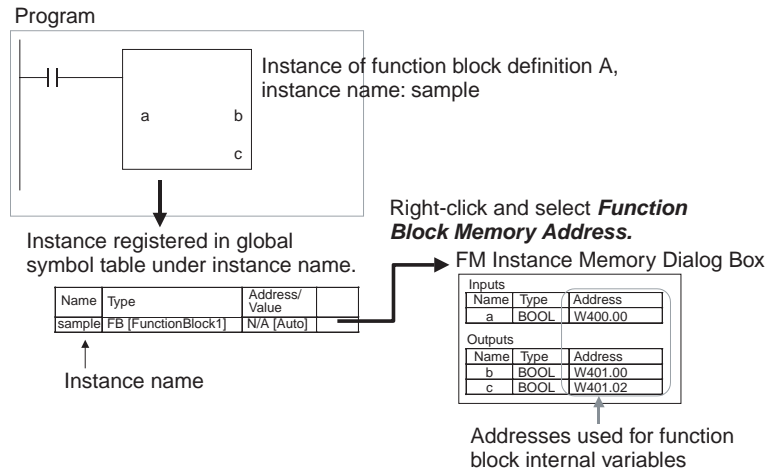 Program
Instance of function block definition A,
instance name: sample
a b
c
Instance registered in global
symbol table under instance name.
Name Type Address/
Value
sample FB [FunctionBlock1] N/A [Auto]
Instance name
Right-click and select Function
Block Memory Address.
FM Instance Memory Dialog Box
Inputs
Name Type Address
a BOOL W400.00
Outputs
Name Type Address
b BOOL W401.00
c BOOL W401.02
Addresses used for function
block internal variables